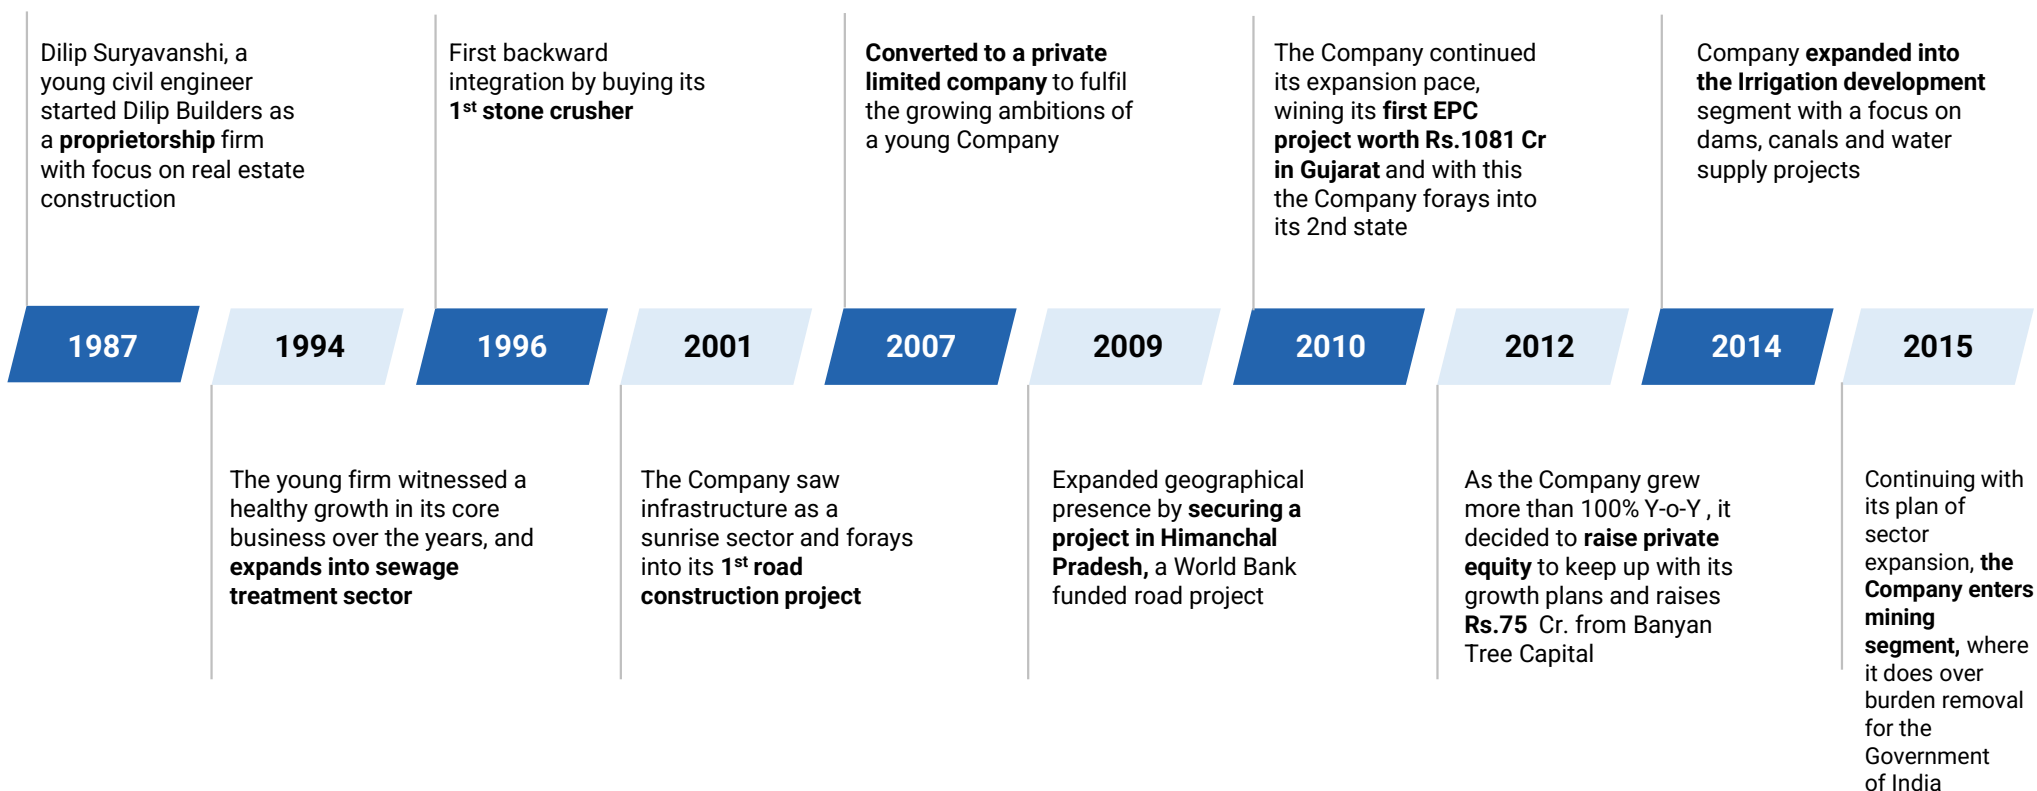 Dilip Suryavanshi, a
young civil engineer
started Dilip Builders as
a proprietorship firm
with focus on real estate
construction
First backward
integration by buying its
1st stone crusher
Converted to a private
limited company to fulfil
the growing ambitions of
a young Company
The Company continued
its expansion pace,
wining its first EPC
project worth Rs.1081 Cr
in Gujarat and with this
the Company forays into
its 2nd state
Company expanded into
the Irrigation development
segment with a focus on
dams, canals and water
supply projects
1987
1994
1996
2001
2007
2009
2010
2012
2014
2015
The young firm witnessed a
healthy growth in its core
business over the years, and
expands into sewage
treatment sector
The Company saw
infrastructure as a
sunrise sector and forays
into its 1st road
construction project
Expanded geographical
presence by securing a
project in Himanchal
Pradesh, a World Bank
funded road project
As the Company grew
more than 100% Y-o-Y , it
decided to raise private
equity to keep up with its
growth plans and raises
Rs.75 Cr. from Banyan
Tree Capital
Continuing with
its plan of
sector
expansion, the
Company enters
mining
segment, where
it does over
burden removal
for the
Government
of India